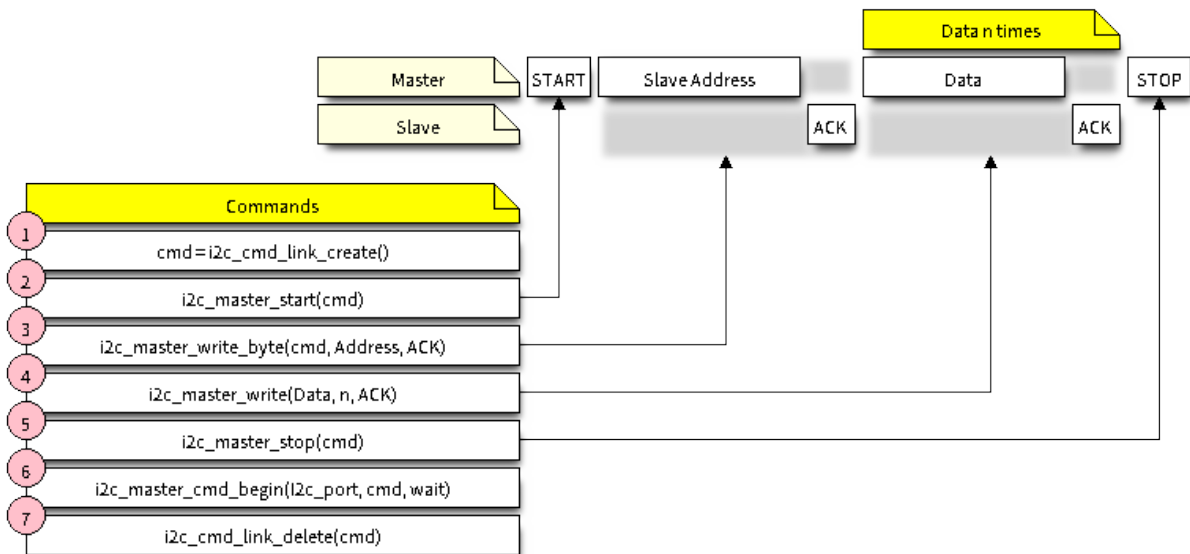 Data n times
Master
START
Slave Address
Data
STOP
Slave
ACK
ACK
Commands
1
cmd=i2c_cmd_link_create()
2
i2c_master_start(cmd)
3
i2c_master_write_byte(cmd, Address, ACK)
4
i2c_master_write(Data, n, ACK)
5
i2c_master_stop(cmd)
6
i2c_master_cmd_begin(I2c_port, cmd, wait)
7
i2c_cmd_link_delete(cmd)